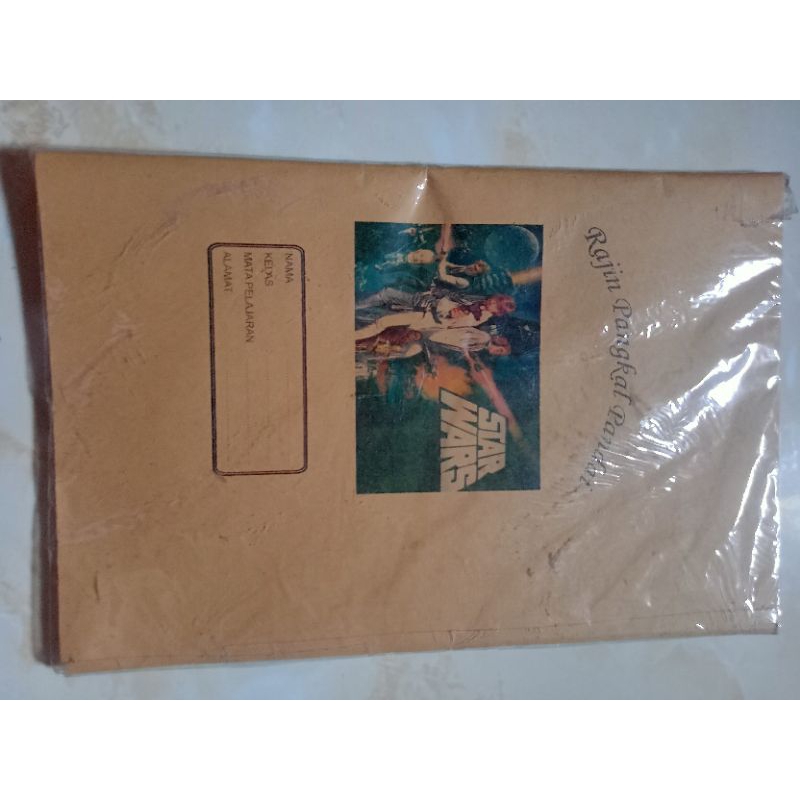 Rajin Pangkal Pandai
STAR
WARS
NAMA
KELAS
MATA PELAJARAN
ALAMAT